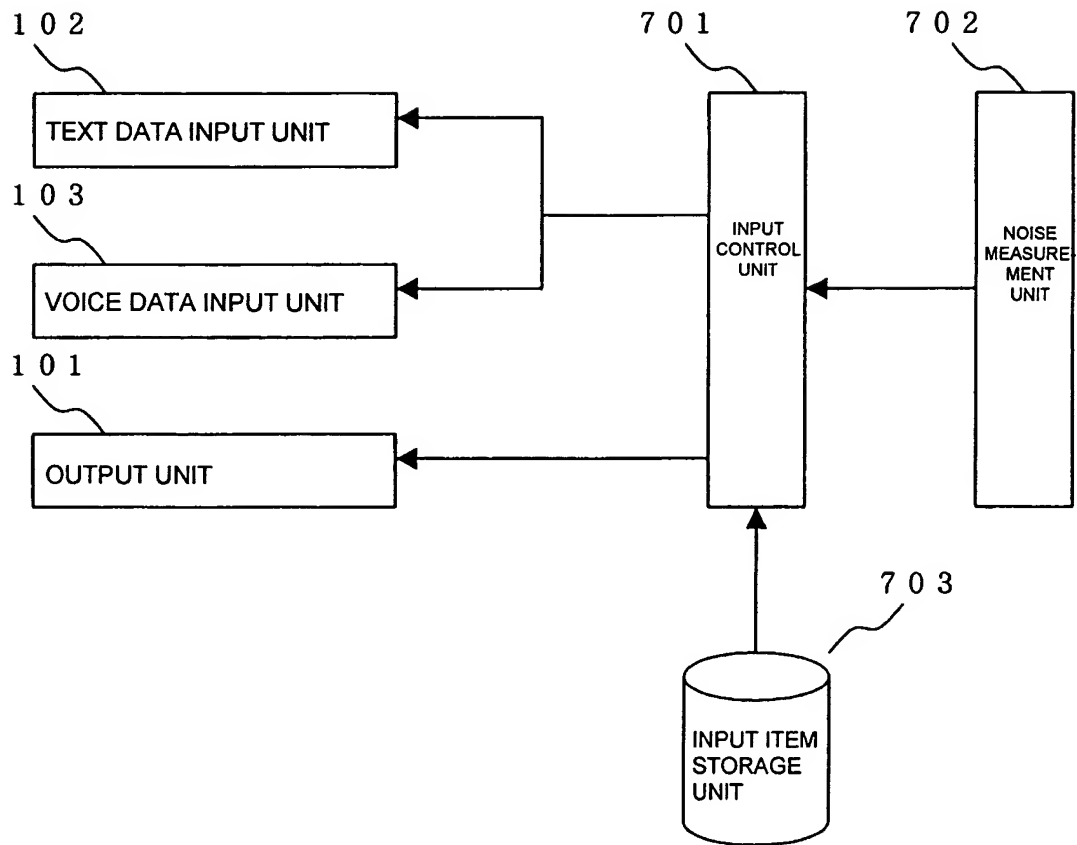 102
701
702
TEXT DATA INPUT UNIT
103
VOICE DATA INPUT UNIT
INPUT
CONTROL
UNIT
NOISE
MEASURE-
MENT
UNIT
101
OUTPUT UNIT
703
INPUT ITEM
STORAGE
UNIT